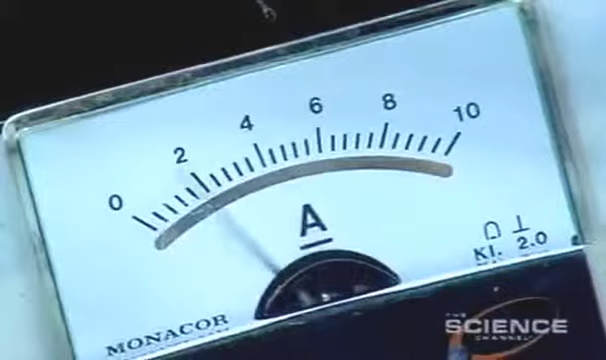 0 2 4 6 8 10
A
KI. 2.0
MONACOR
THE
SCIENCE
CHANNEL